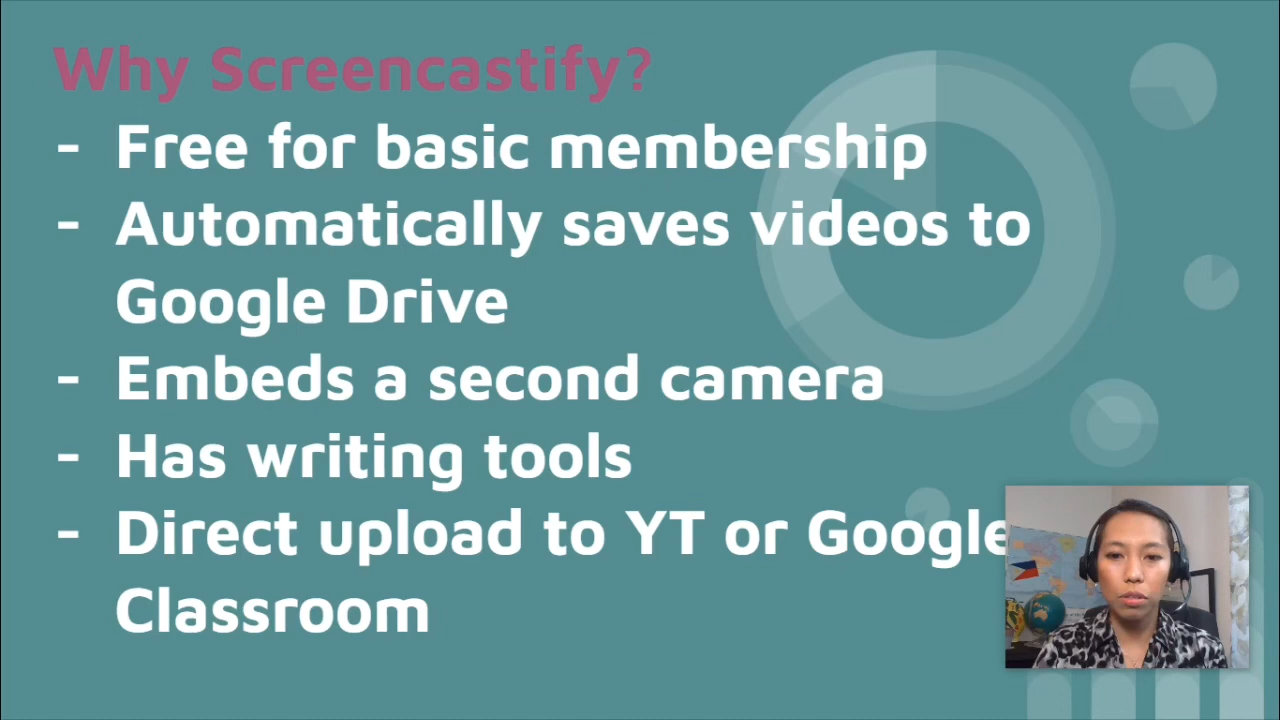 Why Screencastify?
- Free for basic membership
- Automatically saves videos to
Google Drive
- Embeds a second camera
- Has writing tools
- Direct upload to YT or Google
Classroom